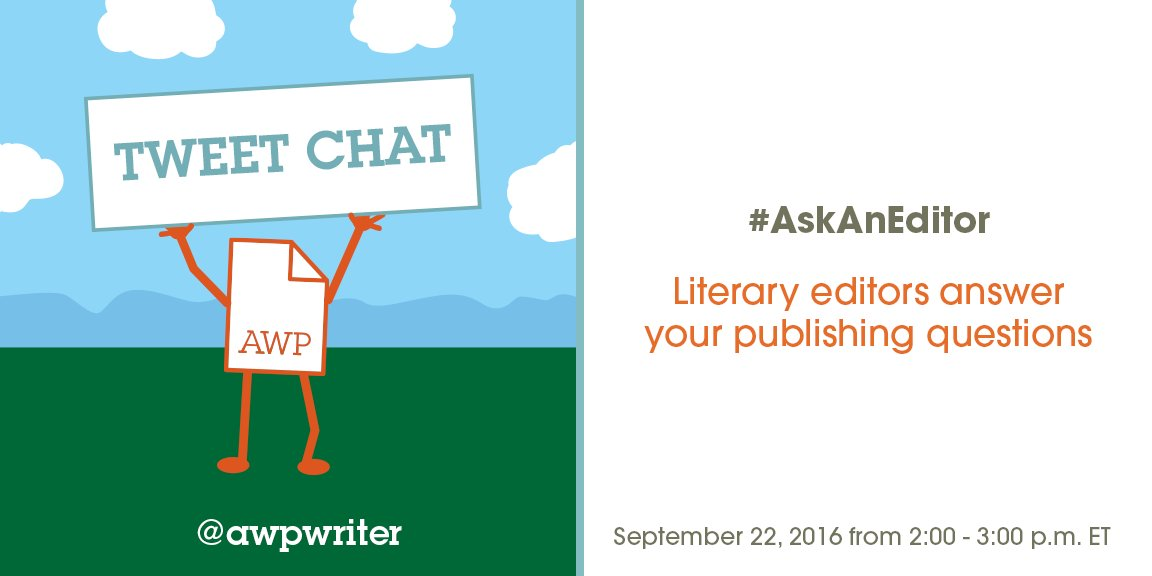 TWEET CHAT
AWP
@awpwriter
#AskAnEditor
Literary editors answer
your publishing questions
September 22, 2016 from 2:00 - 3:00 p.m. ET